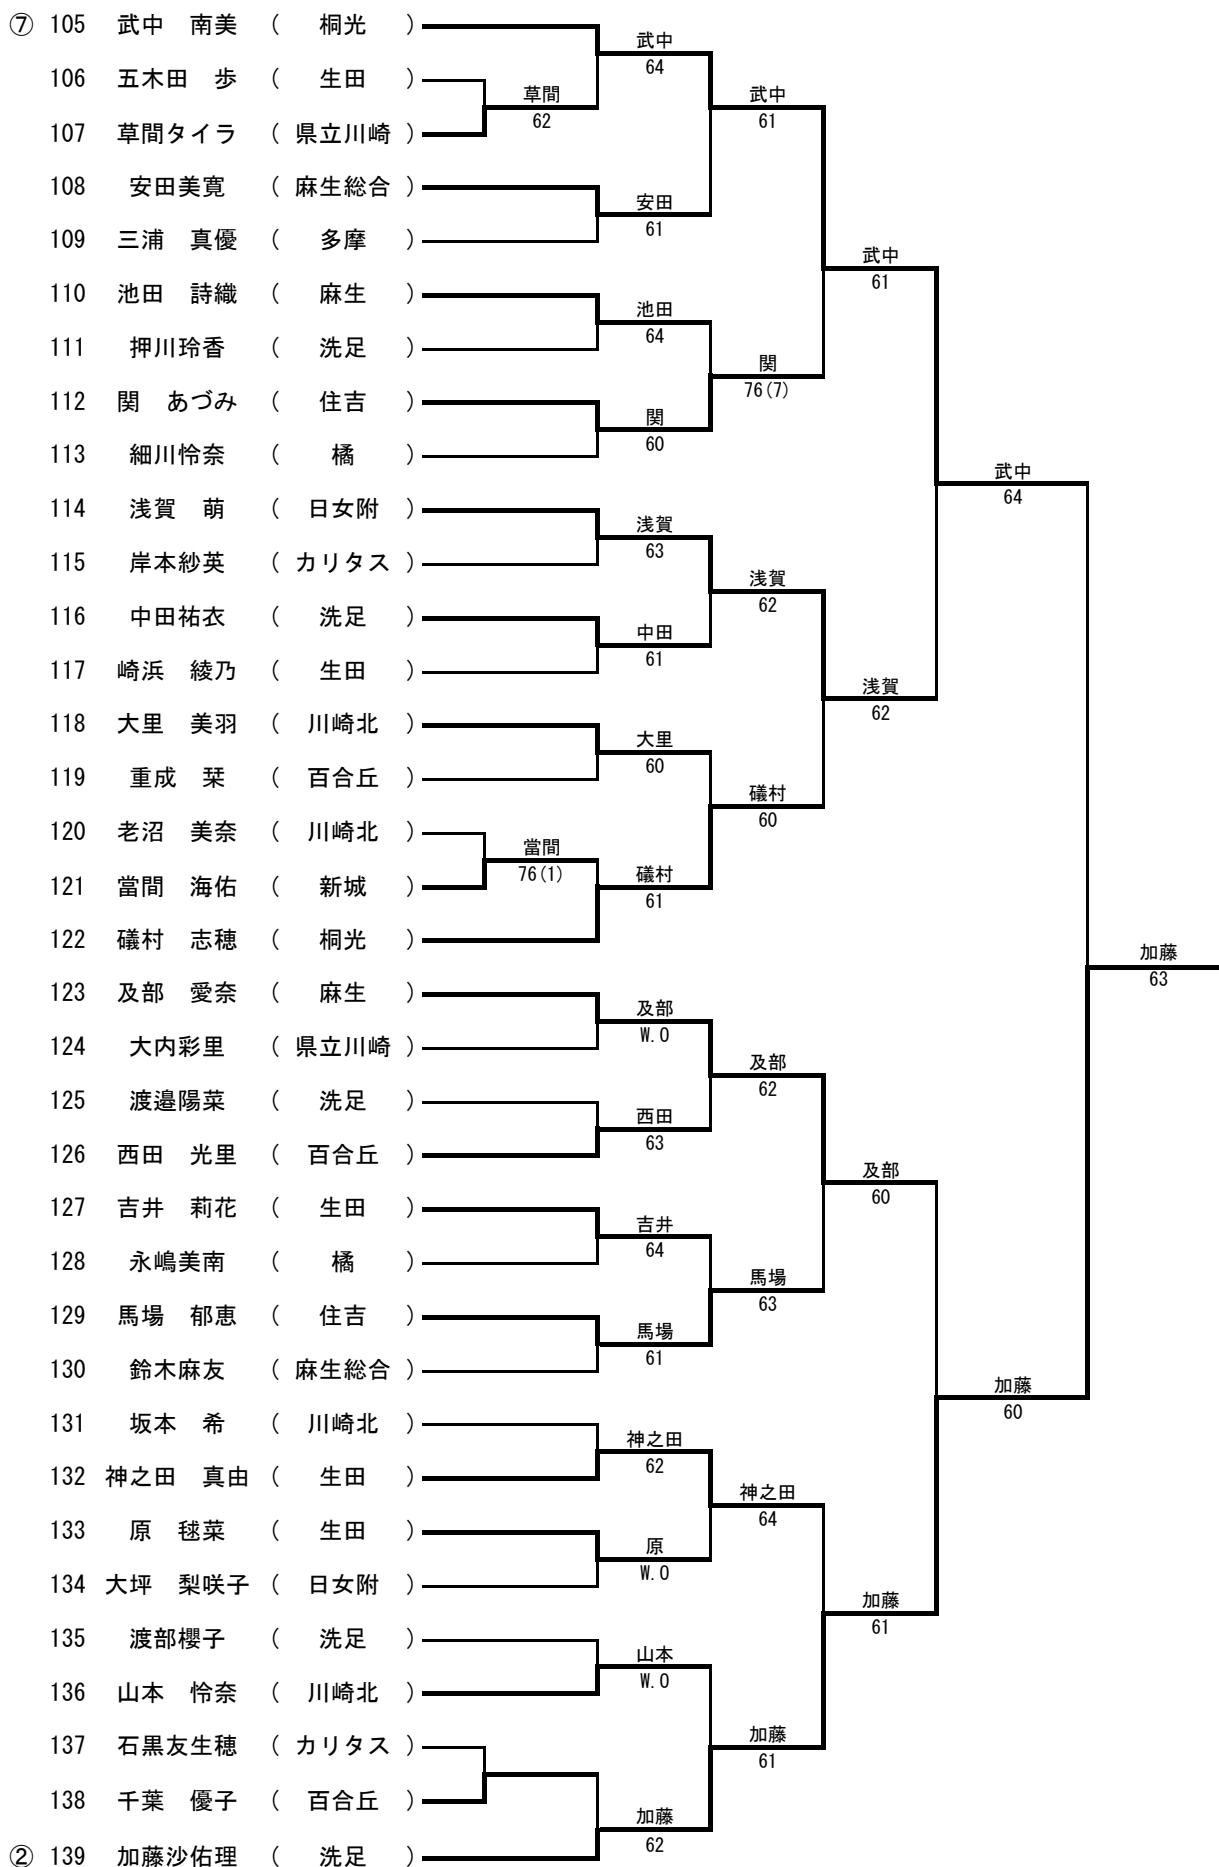 ⑦ 105 武中 南美 ( 桐光 )
武中
106 五木田 歩 ( 生田 )
64
草間
武中
107 草間タイラ ( 県立川崎 )
62
61
108 安田美寛 ( 麻生総合 )
安田
109 三浦 真優 ( 多摩 )
61
武中
110 池田 詩織 ( 麻生 )
61
池田
111 押川玲香 ( 洗足 )
64
関
112 関 あづみ ( 住吉 )
76(7)
関
113 細川怜奈 ( 橘 )
60
武中
114 浅賀 萌 ( 日女附 )
64
浅賀
115 岸本紗英 ( カリタス )
63
浅賀
116 中田祐衣 ( 洗足 )
62
中田
117 崎浜 綾乃 ( 生田 )
61
浅賀
118 大里 美羽 ( 川崎北 )
62
大里
119 重成 栞 ( 百合丘 )
60
礒村
120 老沼 美奈 ( 川崎北 )
60
當間
121 當間 海佑 ( 新城 )
76(1)
礒村
61
122 礒村 志穂 ( 桐光 )
加藤
63
123 及部 愛奈 ( 麻生 )
及部
124 大内彩里 ( 県立川崎 )
W.O
及部
125 渡邉陽菜 ( 洗足 )
62
西田
126 西田 光里 ( 百合丘 )
63
及部
127 吉井 莉花 ( 生田 )
60
吉井
128 永嶋美南 ( 橘 )
64
馬場
129 馬場 郁恵 ( 住吉 )
63
馬場
130 鈴木麻友 ( 麻生総合 )
61
加藤
131 坂本 希 ( 川崎北 )
60
神之田
132 神之田 真由 ( 生田 )
62
神之田
133 原 毬菜 ( 生田 )
64
原
134 大坪 梨咲子 ( 日女附 )
W.O
加藤
135 渡部櫻子 ( 洗足 )
61
山本
136 山本 怜奈 ( 川崎北 )
W.O
加藤
137 石黒友生穂 ( カリタス )
61
138 千葉 優子 ( 百合丘 )
加藤
62
② 139 加藤沙佑理 ( 洗足 )